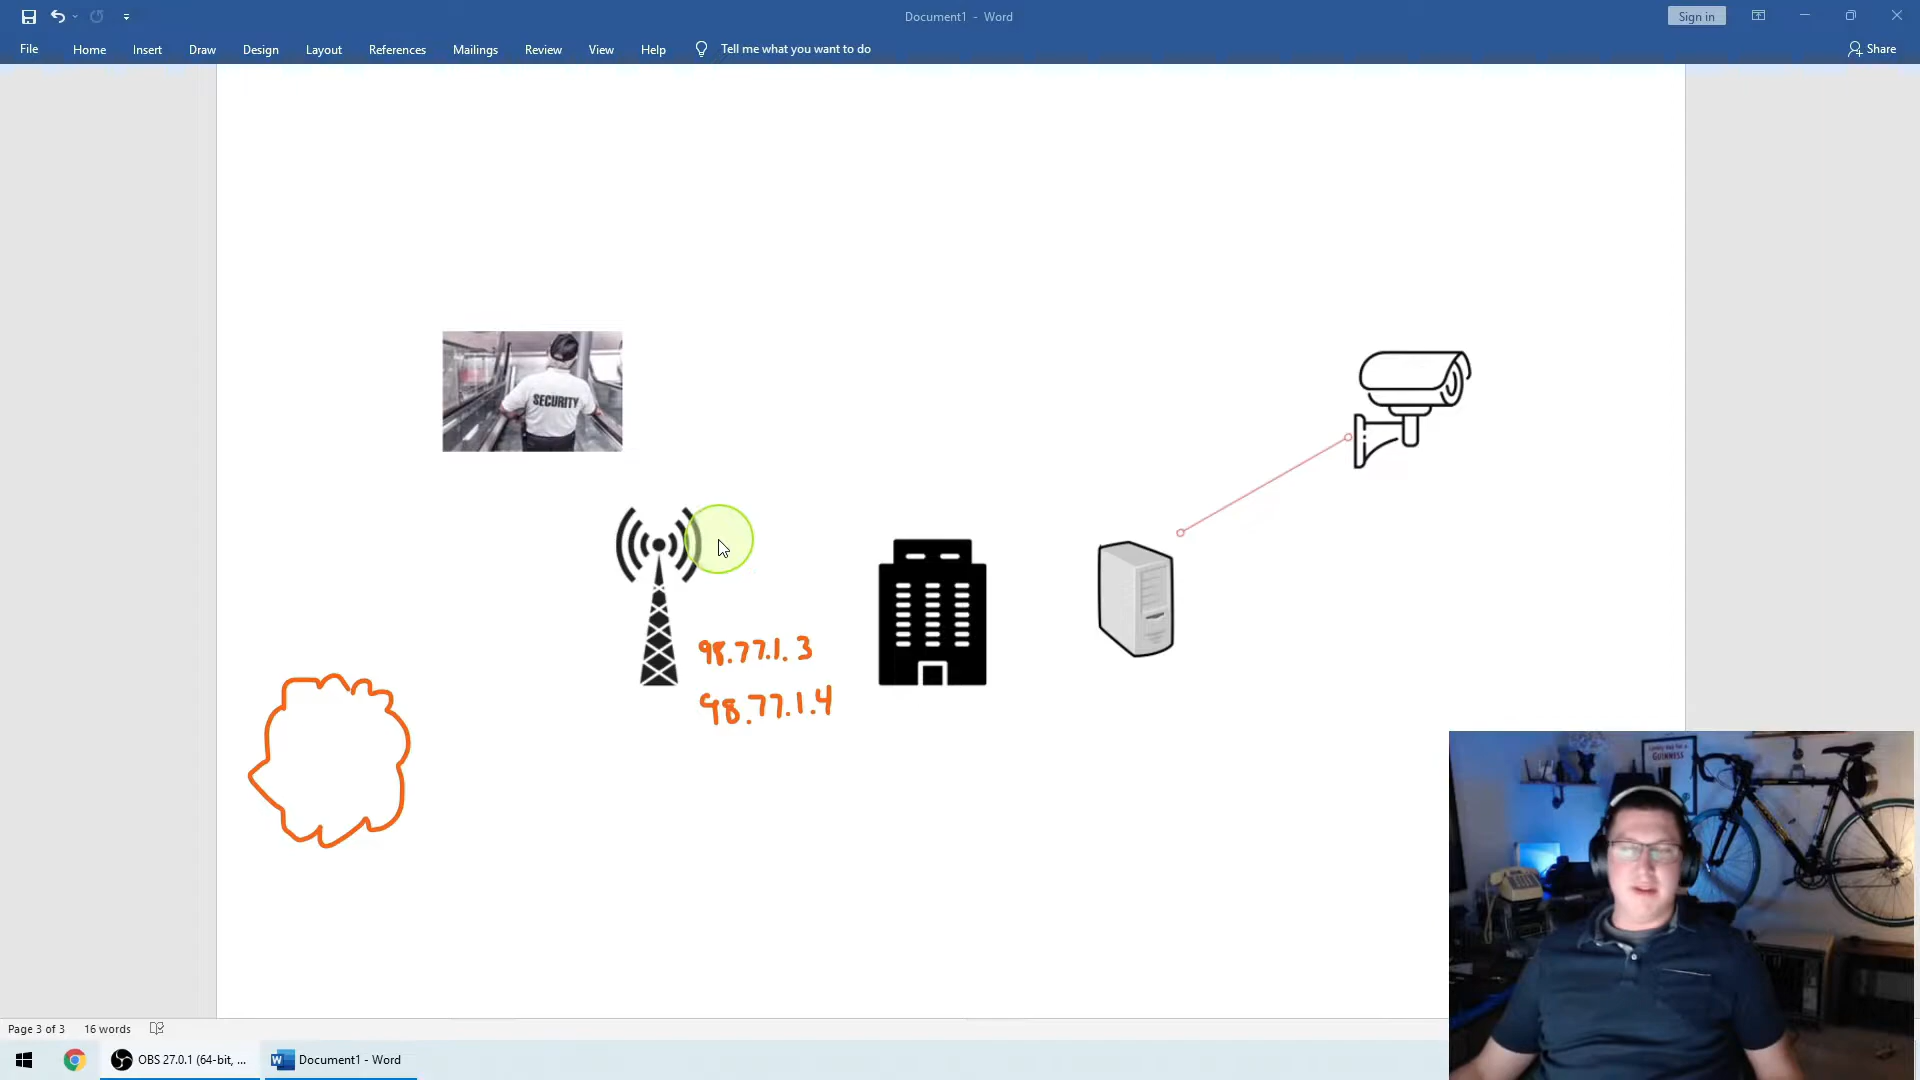 Document1 - Word
Sign in
File Home Insert Draw Design Layout References Mailings Review View Help Tell me what you want to do Share
SECURITY
98.77.1.3
98.77.1.4
GUINNESS
Page 3 of 3 16 words
OBS 27.0.1 (64-bit, ... Document1 - Word